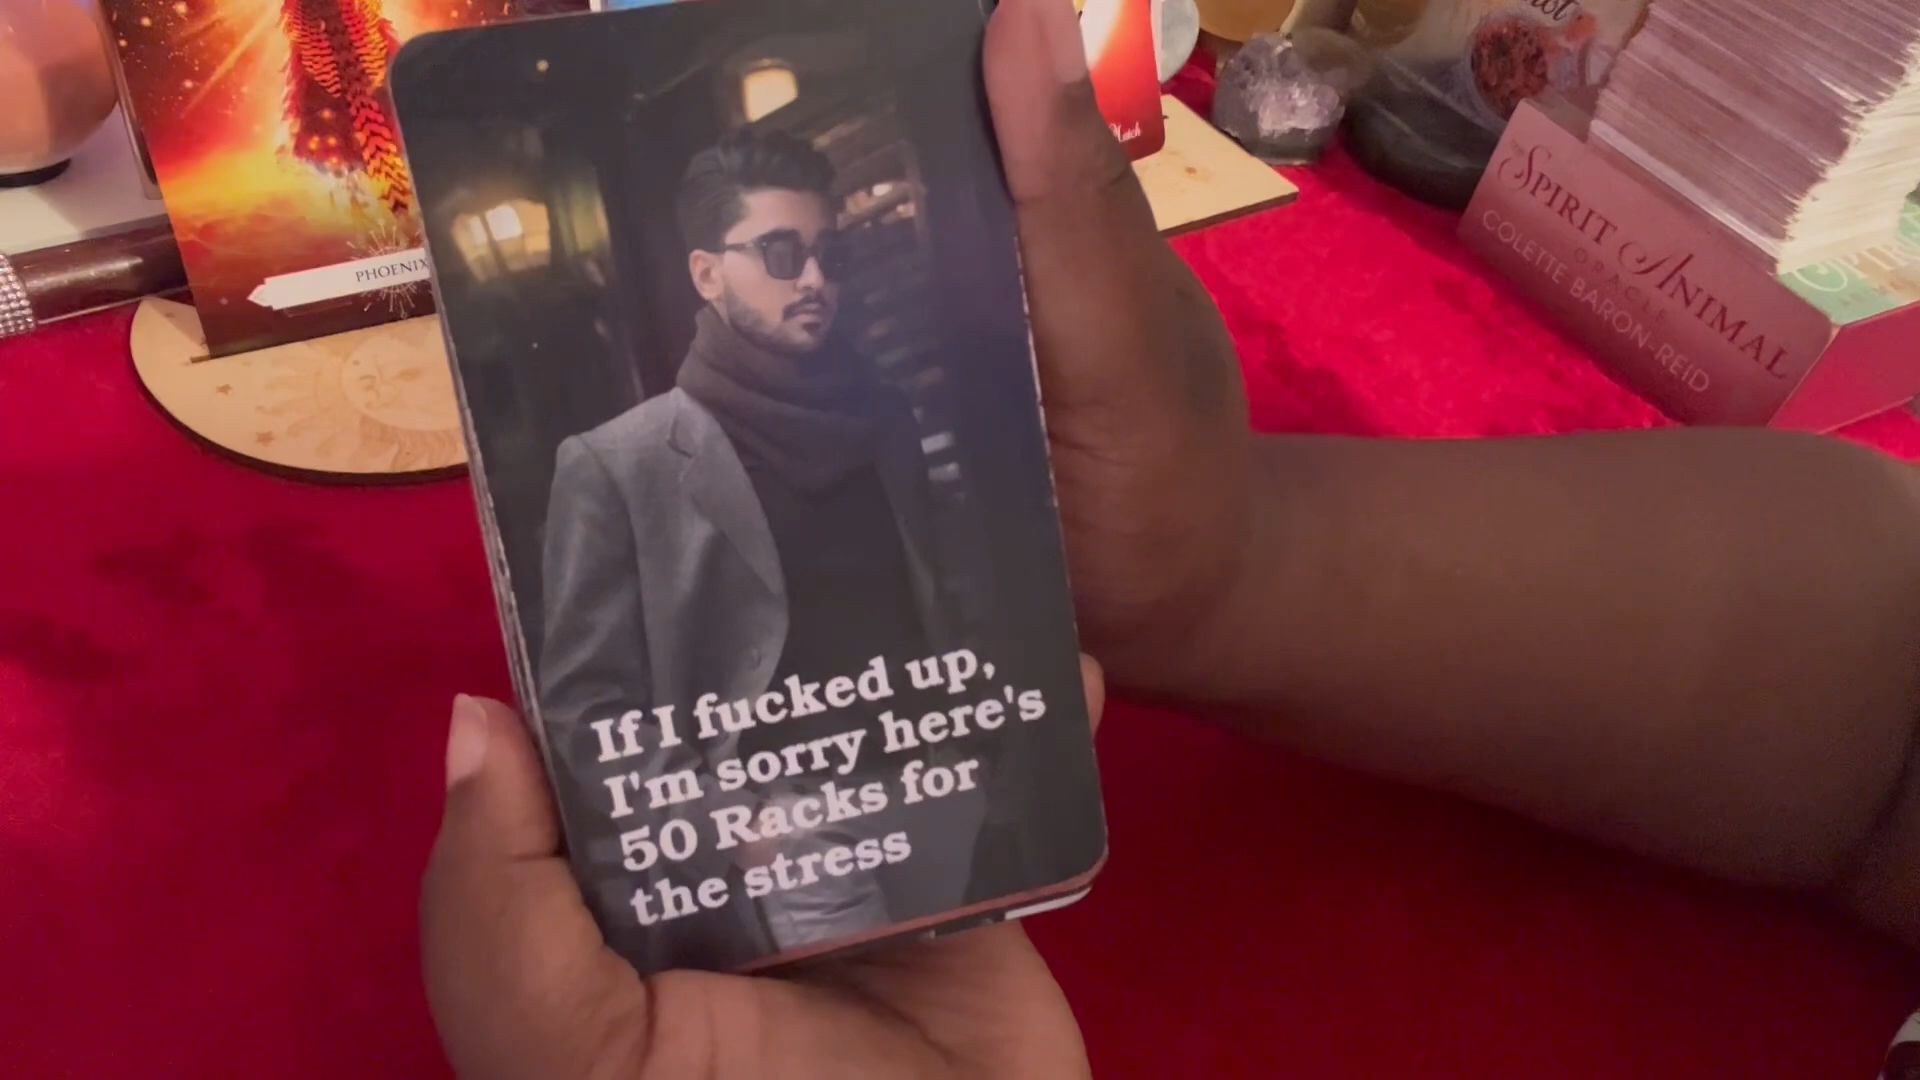 PHOENIX
SPIRIT ANIMAL
ORACLE
COLETTE BARON-REID
If I fucked up,
I'm sorry here's
50 Racks for
the stress